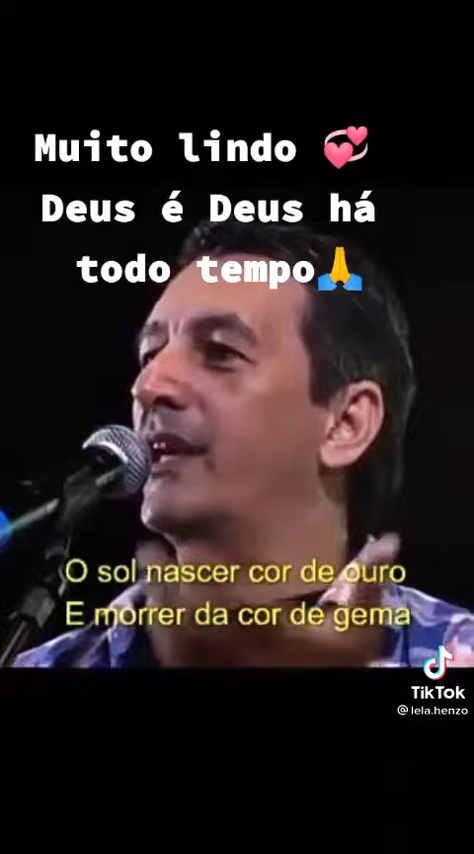 Muito lindo 💞
Deus é Deus há
todo tempo🙏
O sol nascer cor de ouro
E morrer da cor de gema
TikTok
@lela.henzo